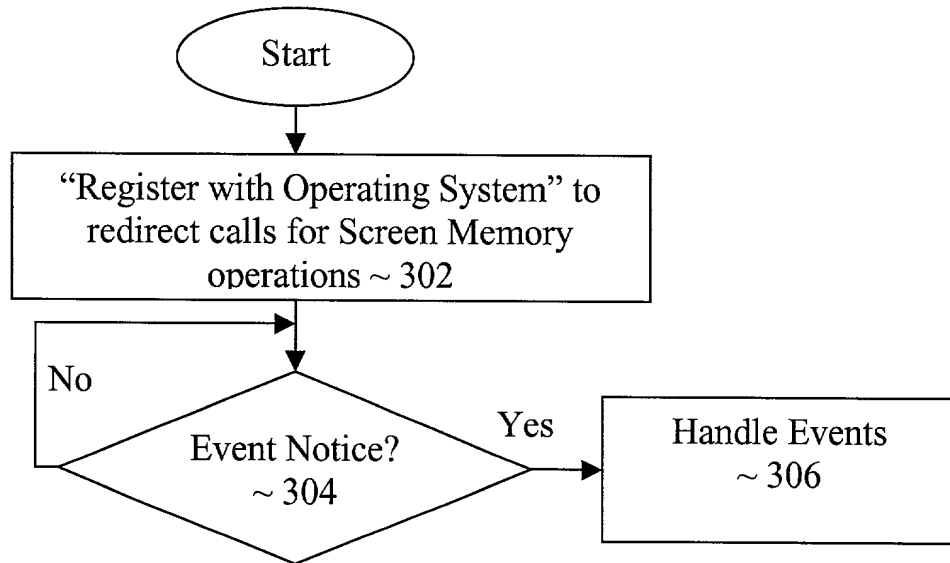 Start
“Register with Operating System” to
redirect calls for Screen Memory
operations ~ 302
No
Yes
Event Notice?
~ 304
Handle Events
~ 306